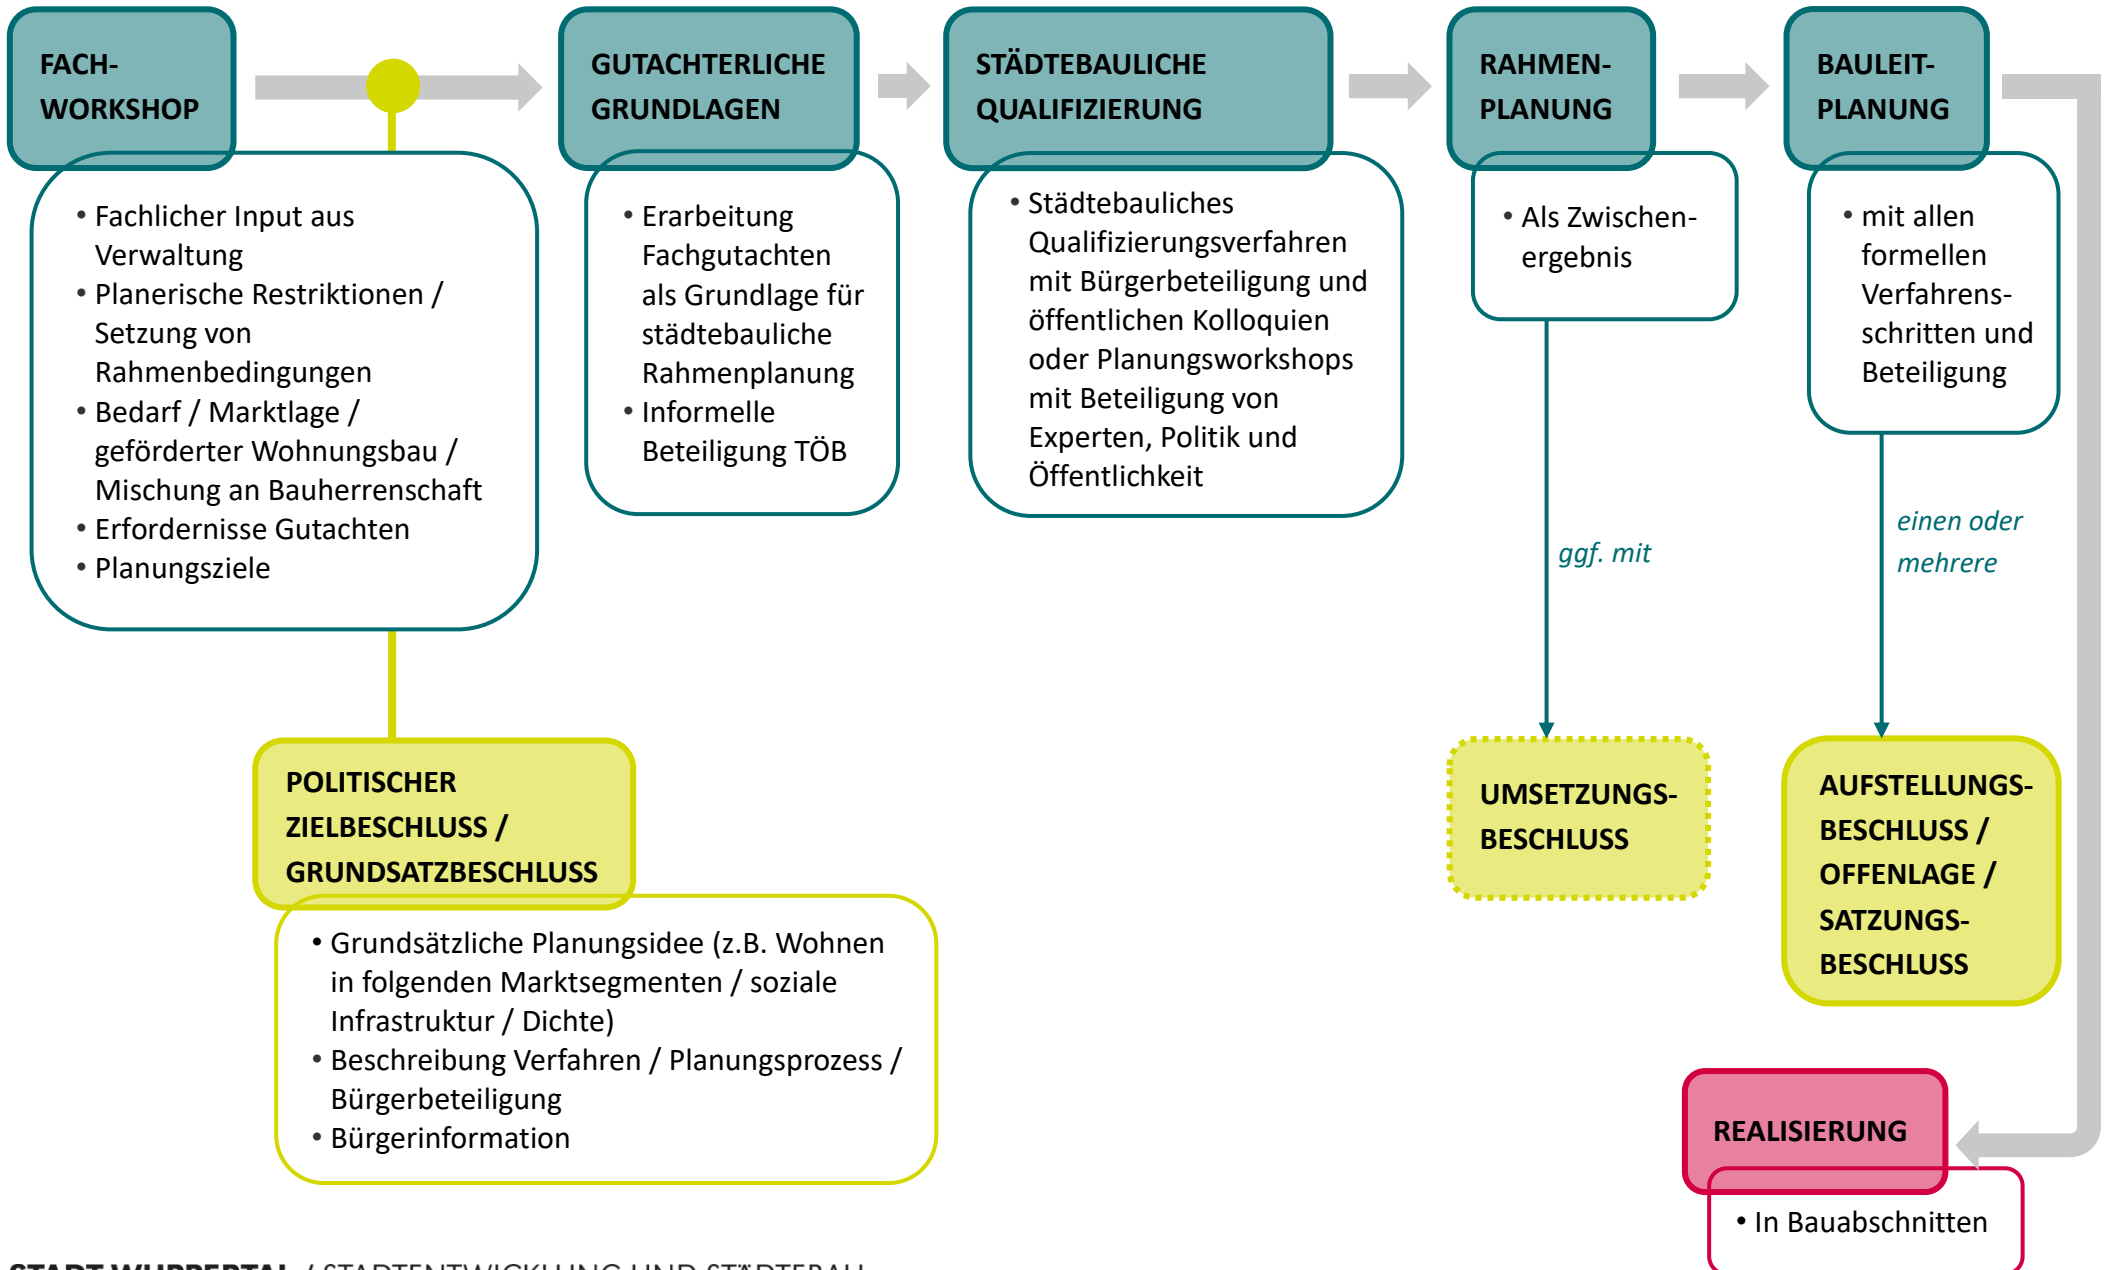 FACH-
WORKSHOP
• Fachlicher Input aus
Verwaltung
• Planerische Restriktionen /
Setzung von
Rahmenbedingungen
• Bedarf / Marktlage /
geförderter Wohnungsbau /
Mischung an Bauherrenschaft
• Erfordernisse Gutachten
• Planungsziele
GUTACHTERLICHE
GRUNDLAGEN
• Erarbeitung
Fachgutachten
als Grundlage für
städtebauliche
Rahmenplanung
• Informelle
Beteiligung TÖB
STÄDTEBAULICHE
QUALIFIZIERUNG
• Städtebauliches
Qualifizierungsverfahren
mit Bürgerbeteiligung und
öffentlichen Kolloquien
oder Planungsworkshops
mit Beteiligung von
Experten, Politik und
Öffentlichkeit
RAHMEN-
PLANUNG
• Als Zwischen-
ergebnis
BAULEIT-
PLANUNG
• mit allen
formellen
Verfahrens-
schritten und
Beteiligung
ggf. mit
einen oder
mehrere
POLITISCHER
ZIELBESCHLUSS /
GRUNDSATZBESCHLUSS
• Grundsätzliche Planungsidee (z.B. Wohnen
in folgenden Marktsegmenten / soziale
Infrastruktur / Dichte)
• Beschreibung Verfahren / Planungsprozess /
Bürgerbeteiligung
• Bürgerinformation
UMSETZUNGS-
BESCHLUSS
AUFSTELLUNGS-
BESCHLUSS /
OFFENLAGE /
SATZUNGS-
BESCHLUSS
REALISIERUNG
• In Bauabschnitten
STADT WUPPERTAL / STADTENTWICKLUNG UND STÄDTEBAU